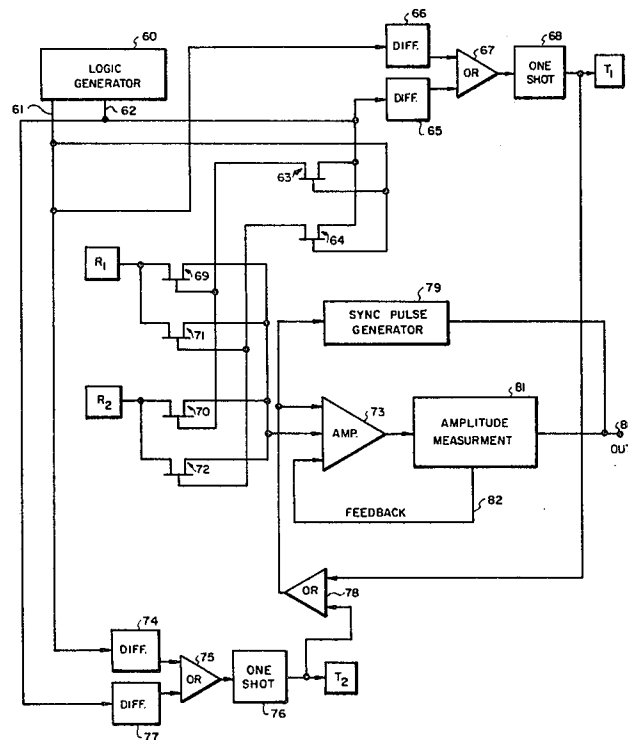 60
LOGIC
GENERATOR
61
62
66
DIFF.
67
OR
68
ONE
SHOT
T1
DIFF.
65
63
64
R1
69
71
R2
70
72
79
SYNC PULSE
GENERATOR
73
AMP.
81
AMPLITUDE
MEASURMENT
8
OUT
82
FEEDBACK
OR
78
74
DIFF.
75
OR
ONE
SHOT
76
T2
DIFF.
77